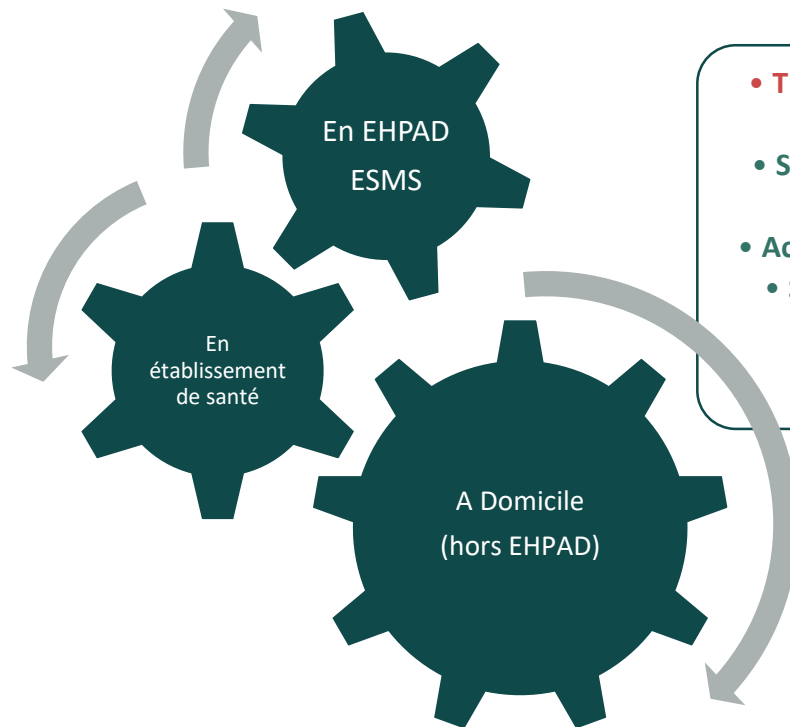 En EHPAD
ESMS
En
établissement
de santé
A Domicile
(hors EHPAD)